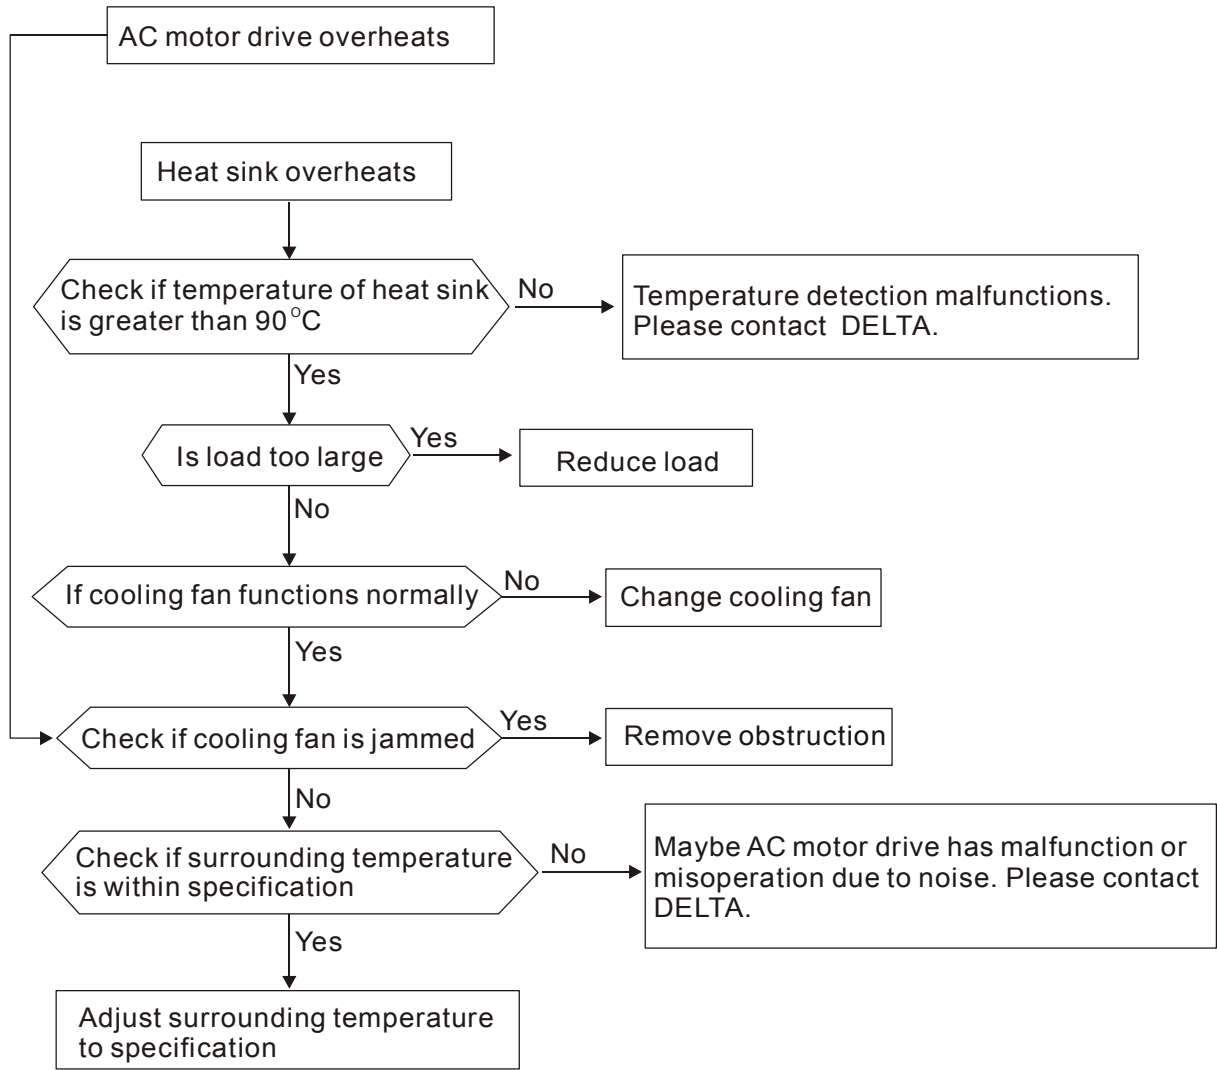 AC motor drive overheats
Heat sink overheats
Check if temperature of heat sink
is greater than 90°C
No
Temperature detection malfunctions.
Please contact DELTA.
Yes
Is load too large
Yes
Reduce load
No
If cooling fan functions normally
No
Change cooling fan
Yes
Check if cooling fan is jammed
Yes
Remove obstruction
No
Check if surrounding temperature
is within specification
No
Maybe AC motor drive has malfunction or
misoperation due to noise. Please contact
DELTA.
Yes
Adjust surrounding temperature
to specification